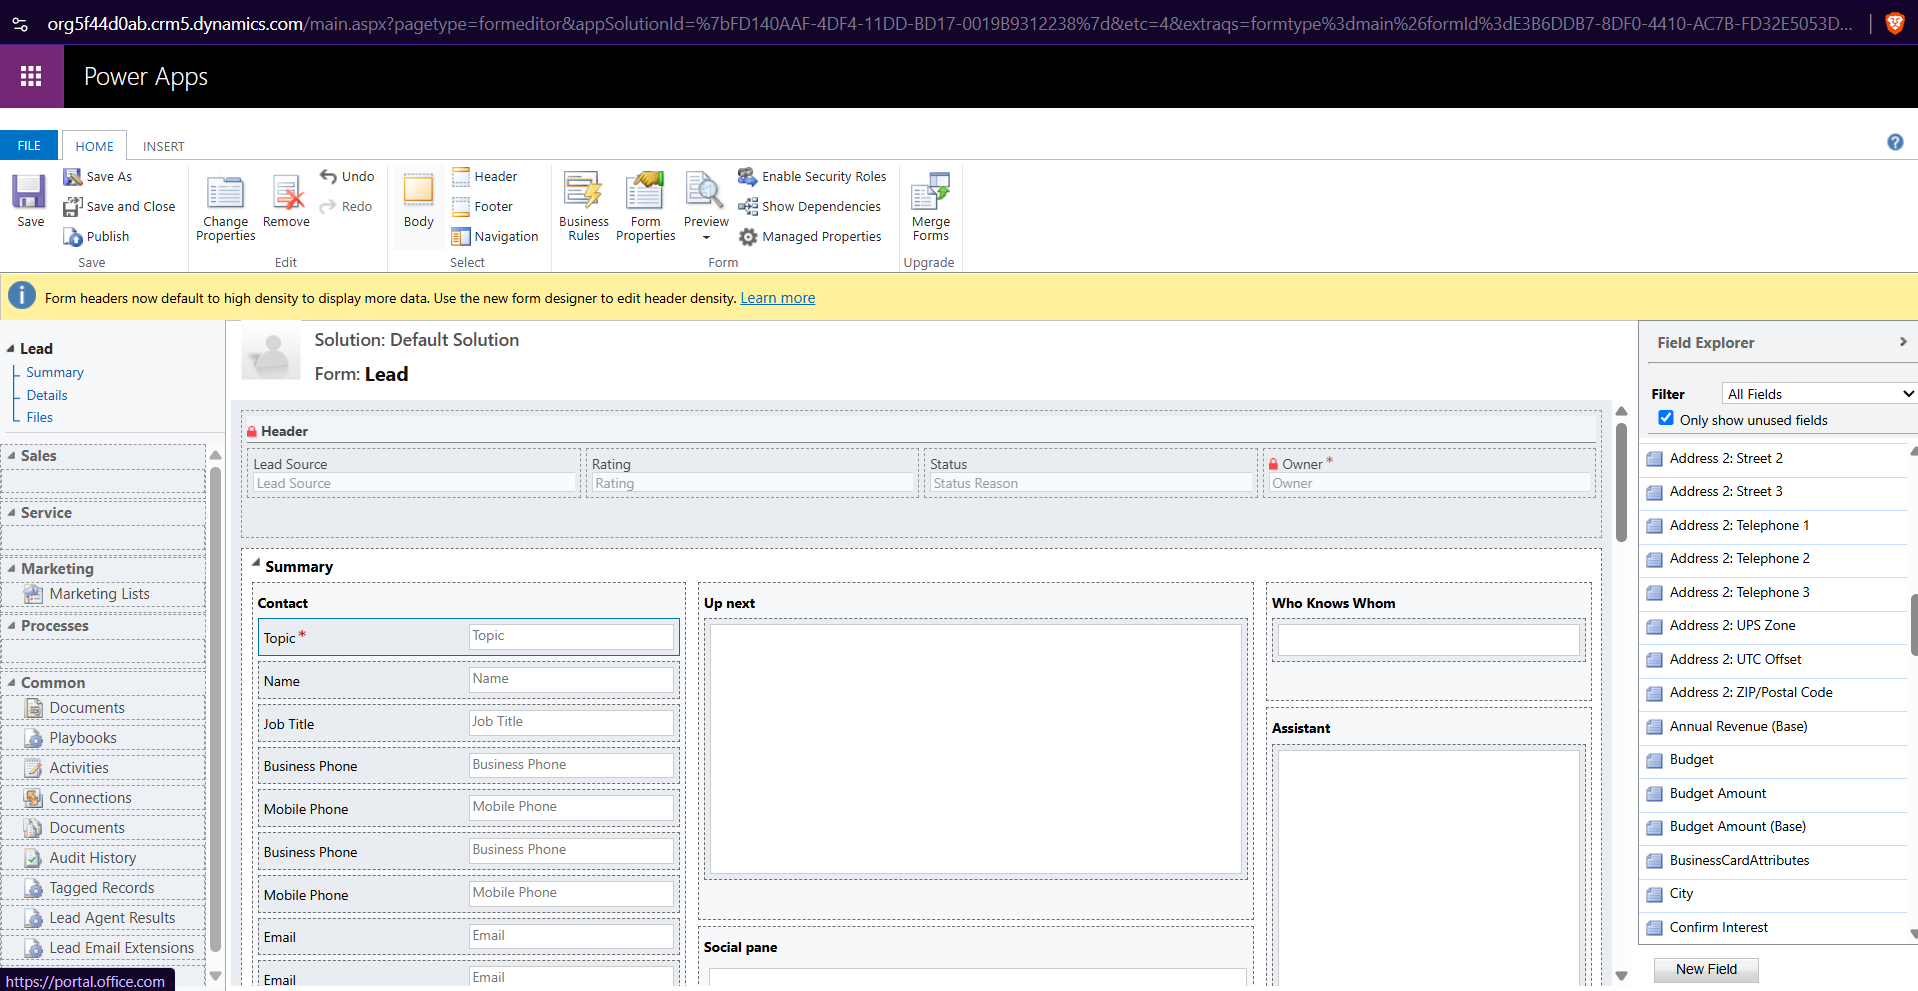 org5f44d0ab.crm5.dynamics.com/main.aspx?pagetype=formeditor&appSolutionId=%7bFD140AAF-4DF4-11DD-BD17-0019B9312238%7d&etc=4&extraqs=formtype%3dmain%26formId%3dE3B6DDB7-8DF0-4410-AC7B-FD32E5053D...
Power Apps
FILE HOME INSERT
Save
Save As
Save and Close
Publish
Save
Change Properties
Remove
Undo
Redo
Edit
Body
Header
Footer
Navigation
Select
Business Rules
Form Properties
Preview
Enable Security Roles
Show Dependencies
Managed Properties
Form
Merge Forms
Upgrade
Form headers now default to high density to display more data. Use the new form designer to edit header density. Learn more
Lead
Summary
Details
Files
Sales
Service
Marketing
Marketing Lists
Processes
Common
Documents
Playbooks
Activities
Connections
Documents
Audit History
Tagged Records
Lead Agent Results
Lead Email Extensions
https://portal.office.com
Solution: Default Solution
Form: Lead
Header
Lead Source
Lead Source
Rating
Rating
Status
Status Reason
Owner *
Owner
Summary
Contact
Topic * Topic
Name Name
Job Title Job Title
Business Phone Business Phone
Mobile Phone Mobile Phone
Business Phone Business Phone
Mobile Phone Mobile Phone
Email Email
Email Email
Up next
Social pane
Who Knows Whom
Assistant
Field Explorer
Filter All Fields
Only show unused fields
Address 2: Street 2
Address 2: Street 3
Address 2: Telephone 1
Address 2: Telephone 2
Address 2: Telephone 3
Address 2: UPS Zone
Address 2: UTC Offset
Address 2: ZIP/Postal Code
Annual Revenue (Base)
Budget
Budget Amount
Budget Amount (Base)
BusinessCardAttributes
City
Confirm Interest
New Field